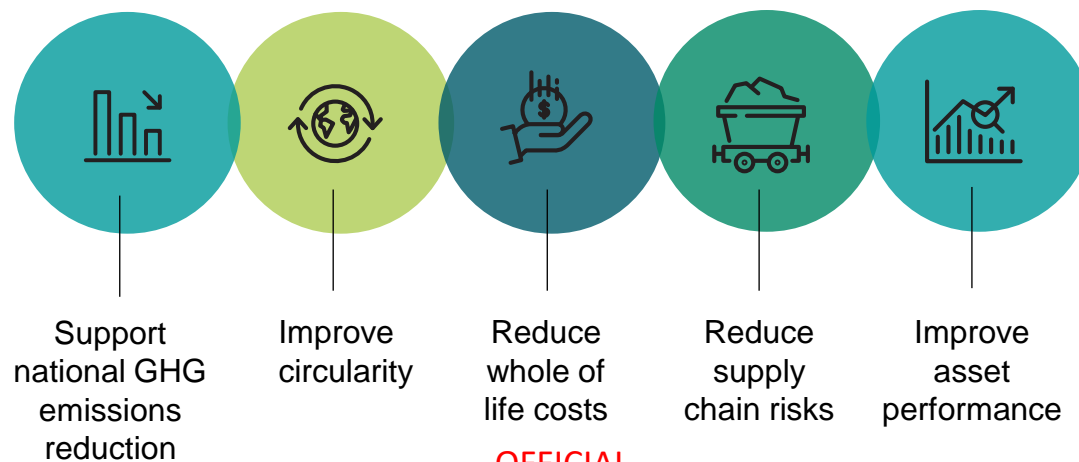 $
Support
national GHG
emissions
reduction
Improve
circularity
Reduce
whole of
life costs
Reduce
supply
chain risks
Improve
asset
performance
OFFICIAL